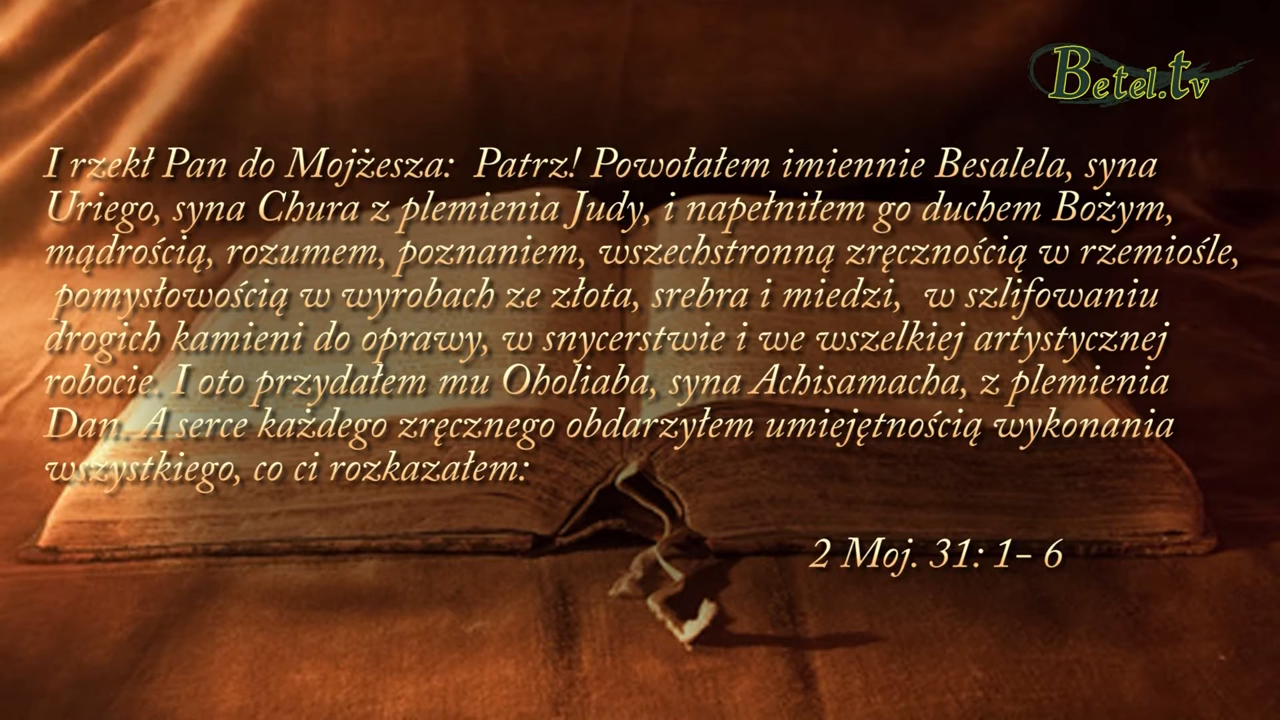 Betel.tv
I rzekł Pan do Mojżesza: Patrz! Powołałem imiennie Besalela, syna
Uriego, syna Chura z plemienia Judy, i napełniłem go duchem Bożym,
mądrością, rozumem, poznaniem, wszechstronną zręcznością w rzemiośle,
pomysłowością w wyrobach ze złota, srebra i miedzi, w szlifowaniu
drogich kamieni do oprawy, w snycerstwie i we wszelkiej artystycznej
robocie. I oto przydałem mu Oholiaba, syna Achisamacha, z plemienia
Dan. A serce każdego zręcznego obdarzyłem umiejętnością wykonania
wszystkiego, co ci rozkazałem:
2 Moj. 31: 1- 6